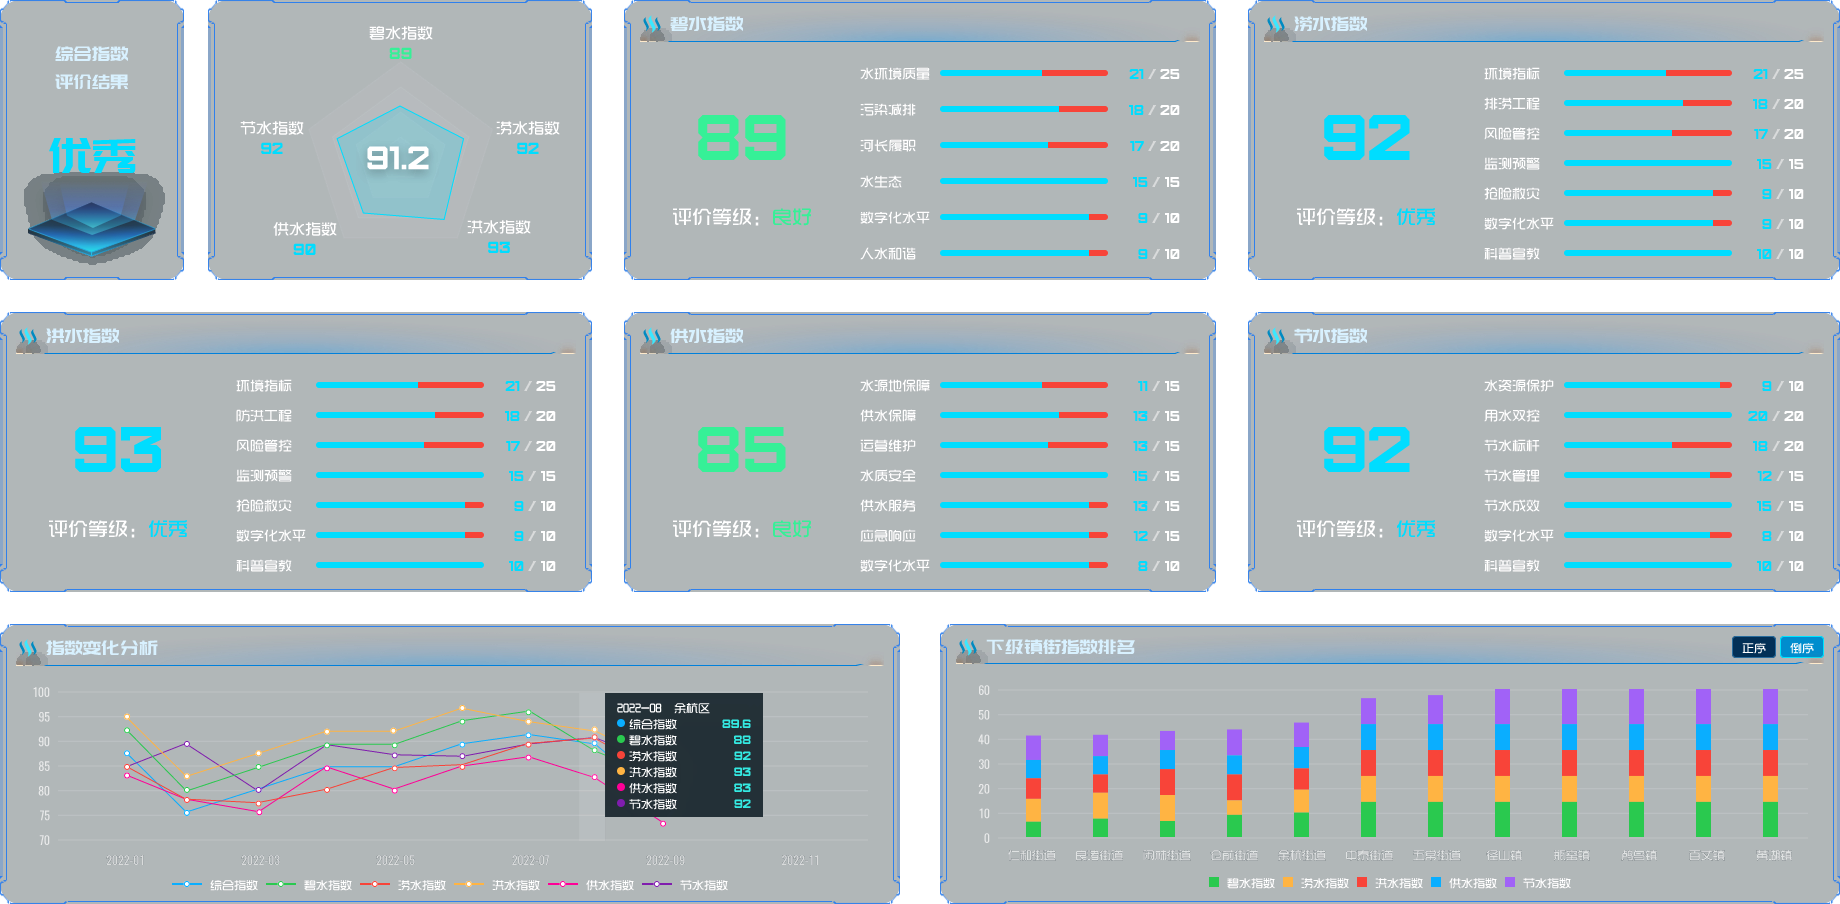 综合指数
评价结果
优秀
碧水指数
89
节水指数
92
涝水指数
92
91.2
供水指数
90
洪水指数
93
碧水指数
89
评价等级：良好
水环境质量 21 / 25
污染减排 18 / 20
河长履职 17 / 20
水生态 15 / 15
数字化水平 9 / 10
人水和谐 9 / 10
涝水指数
92
评价等级：优秀
环境指标 21 / 25
排涝工程 18 / 20
风险管控 17 / 20
监测预警 15 / 15
抢险救灾 9 / 10
数字化水平 9 / 10
科普宣教 10 / 10
洪水指数
93
评价等级：优秀
环境指标 21 / 25
防洪工程 18 / 20
风险管控 17 / 20
监测预警 15 / 15
抢险救灾 9 / 10
数字化水平 9 / 10
科普宣教 10 / 10
供水指数
85
评价等级：良好
水源地保障 11 / 15
供水保障 13 / 15
运营维护 13 / 15
水质安全 15 / 15
供水服务 13 / 15
应急响应 12 / 15
数字化水平 8 / 10
节水指数
92
评价等级：优秀
水资源保护 9 / 10
用水双控 20 / 20
节水标杆 18 / 20
节水管理 12 / 15
节水成效 15 / 15
数字化水平 8 / 10
科普宣教 10 / 10
指数变化分析
100
95
90
85
80
75
70
2022-01 2022-03 2022-05 2022-07 2022-09 2022-11
2022-08 余杭区
综合指数 89.6
碧水指数 88
涝水指数 92
洪水指数 93
供水指数 83
节水指数 92
综合指数 碧水指数 涝水指数 洪水指数 供水指数 节水指数
下级镇街指数排名
正序 倒序
60
50
40
30
20
10
0
仁和街道 良渚街道 闲林街道 仓前街道 余杭街道 中泰街道 五常街道 径山镇 瓶窑镇 鸬鸟镇 百丈镇 黄湖镇
碧水指数 涝水指数 洪水指数 供水指数 节水指数